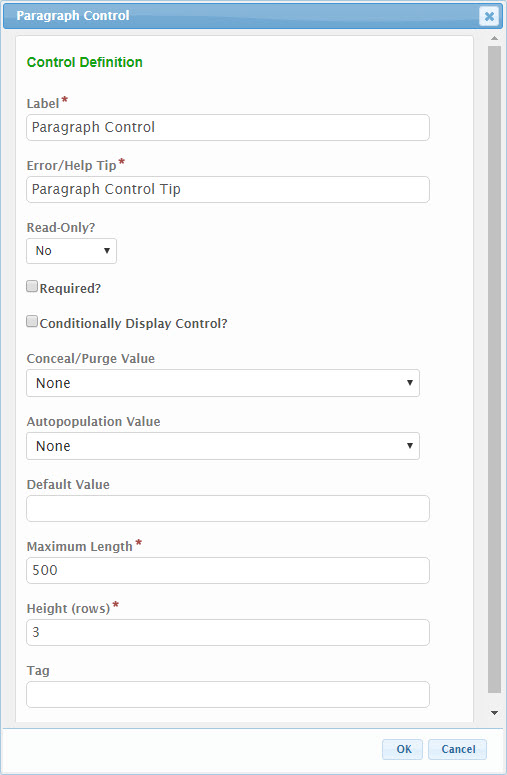 Paragraph Control
Control Definition
Label*
Paragraph Control
Error/Help Tip*
Paragraph Control Tip
Read-Only?
No
Required?
Conditionally Display Control?
Conceal/Purge Value
None
Autopopulation Value
None
Default Value
Maximum Length*
500
Height (rows)*
3
Tag
OK Cancel